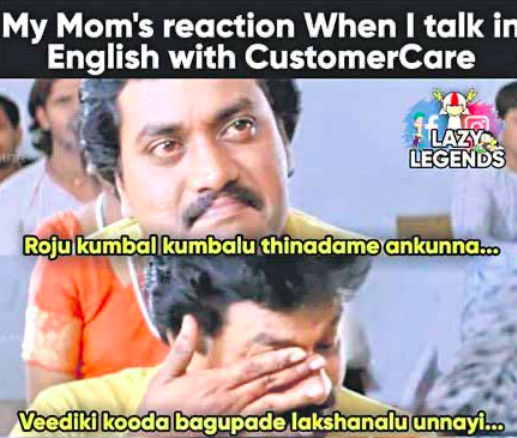 My Mom's reaction When I talk in
English with CustomerCare
LAZY
LEGENDS
Roju kumbal kumbalu thinadame ankunna...
Veediki kooda bagupade lakshanalu unnayi...